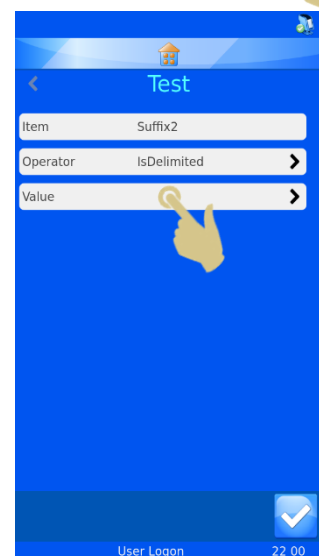 Test
Item Suffix2
Operator IsDelimited
Value
User Logon 22 00